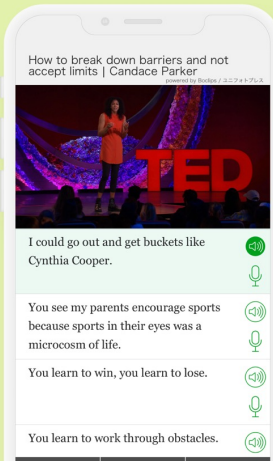 How to break down barriers and not
accept limits | Candace Parker
powered by Boclips / ユニフォトプレス
TED
I could go out and get buckets like
Cynthia Cooper.
You see my parents encourage sports
because sports in their eyes was a
microcosm of life.
You learn to win, you learn to lose.
You learn to work through obstacles.